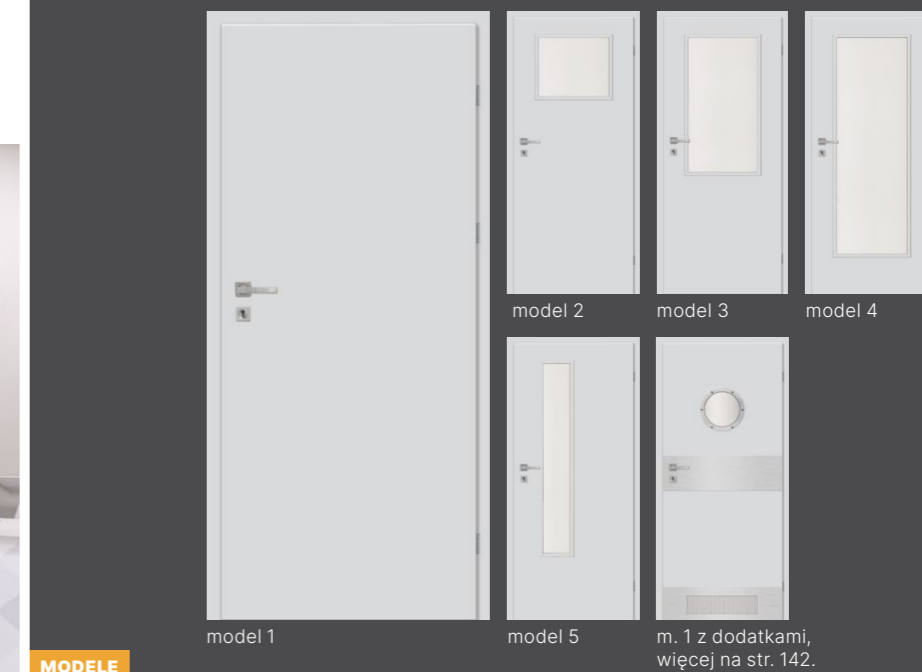 model 2
model 3
model 4
model 1
model 5
m. 1 z dodatkami,
więcej na str. 142.
MODELE